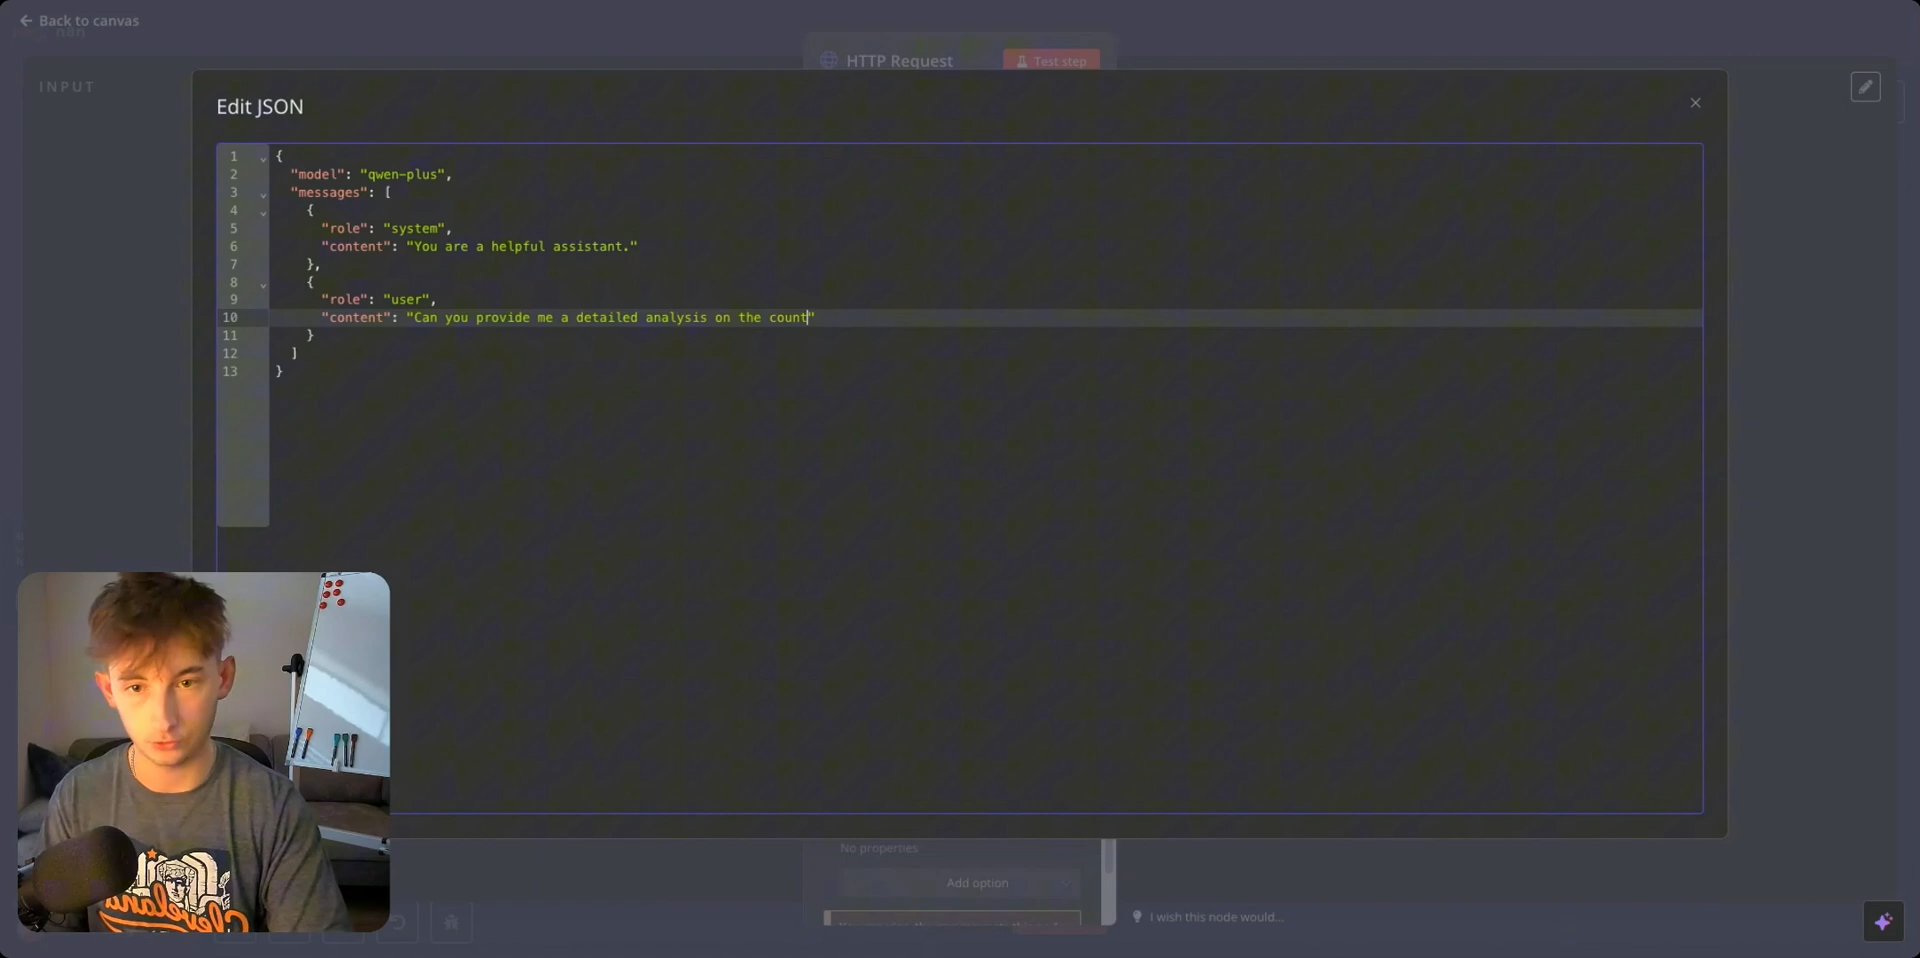 Back to canvas
n8n
HTTP Request
Test step
INPUT
Edit JSON
1 {
2 "model": "qwen-plus",
3 "messages": [
4 {
5 "role": "system",
6 "content": "You are a helpful assistant."
7 },
8 {
9 "role": "user",
10 "content": "Can you provide me a detailed analysis on the count"
11 }
12 ]
13 }
No properties
Add option
I wish this node would...
Cleveland